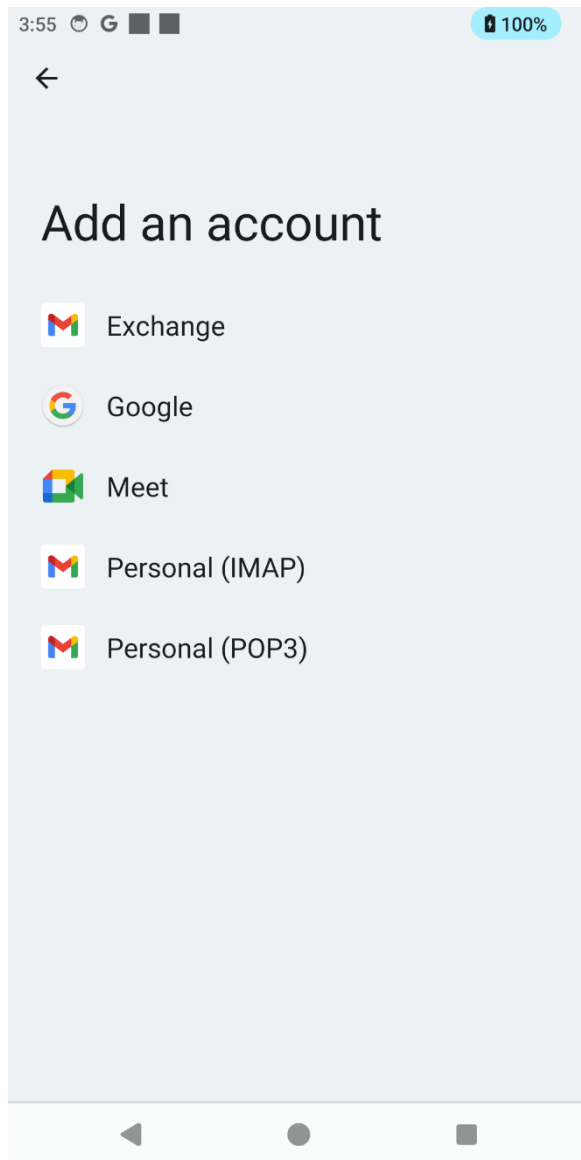 3:55
100%
Add an account
Exchange
Google
Meet
Personal (IMAP)
Personal (POP3)